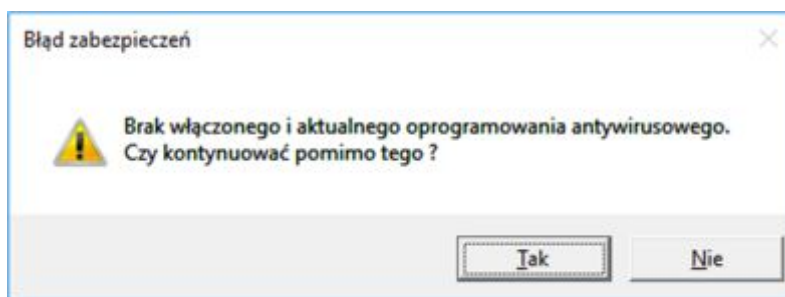 Błąd zabezpieczeń
Brak włączonego i aktualnego oprogramowania antywirusowego.
Czy kontynuować pomimo tego ?
Tak
Nie